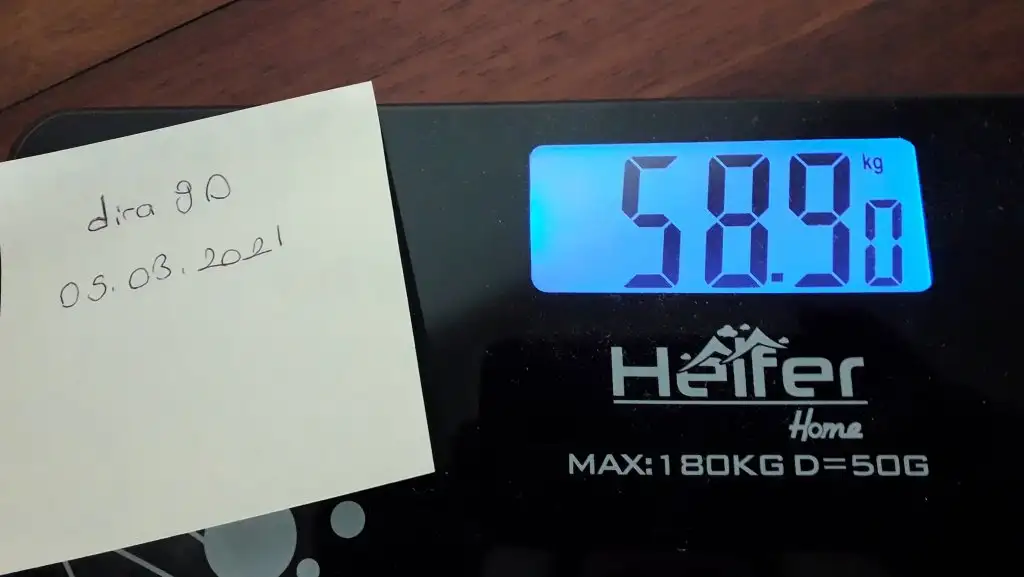 dira gD
05.03.2021
58.90 kg
Heifer
Home
MAX:180KG D=50G